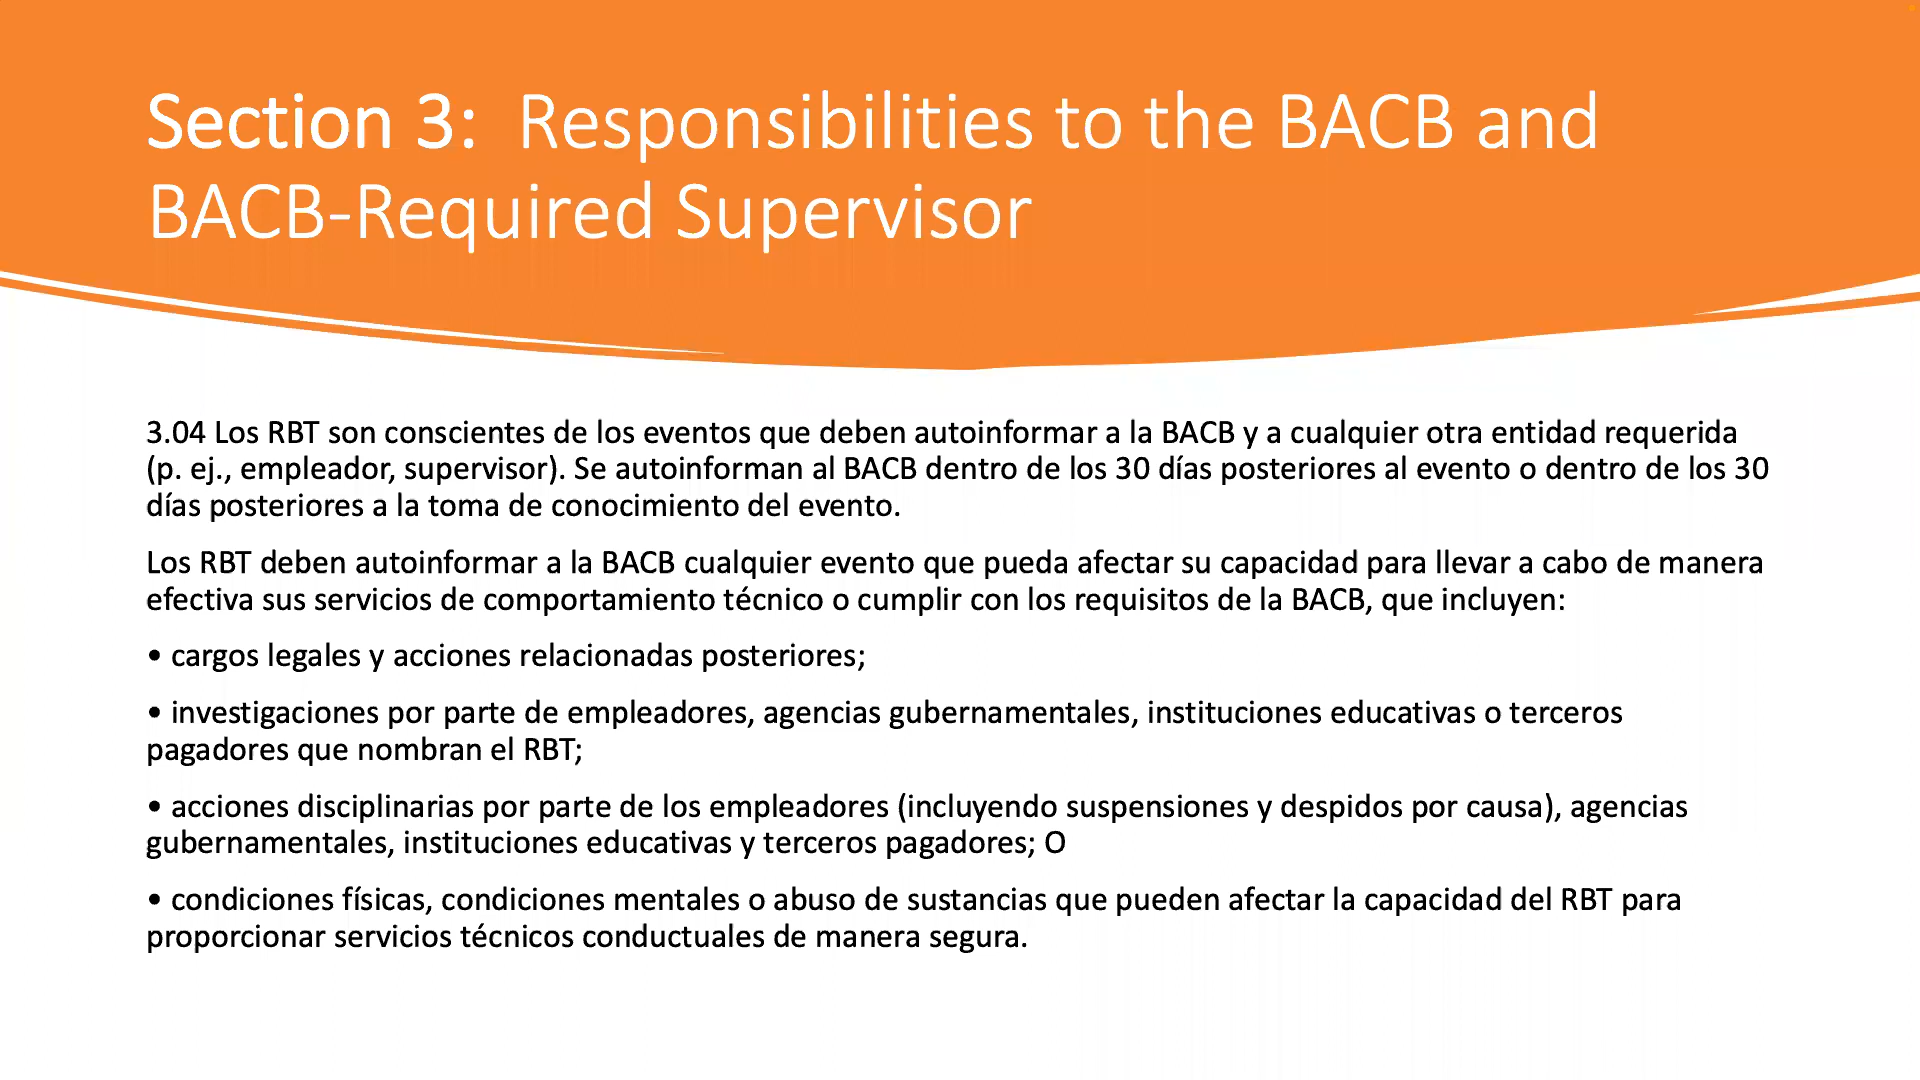 Section 3:  Responsibilities to the BACB and
BACB-Required Supervisor
3.04 Los RBT son conscientes de los eventos que deben autoinformar a la BACB y a cualquier otra entidad requerida
(p. ej., empleador, supervisor). Se autoinforman al BACB dentro de los 30 días posteriores al evento o dentro de los 30
días posteriores a la toma de conocimiento del evento.
Los RBT deben autoinformar a la BACB cualquier evento que pueda afectar su capacidad para llevar a cabo de manera
efectiva sus servicios de comportamiento técnico o cumplir con los requisitos de la BACB, que incluyen:
• cargos legales y acciones relacionadas posteriores;
• investigaciones por parte de empleadores, agencias gubernamentales, instituciones educativas o terceros
pagadores que nombran el RBT;
• acciones disciplinarias por parte de los empleadores (incluyendo suspensiones y despidos por causa), agencias
gubernamentales, instituciones educativas y terceros pagadores; O
• condiciones físicas, condiciones mentales o abuso de sustancias que pueden afectar la capacidad del RBT para
proporcionar servicios técnicos conductuales de manera segura.